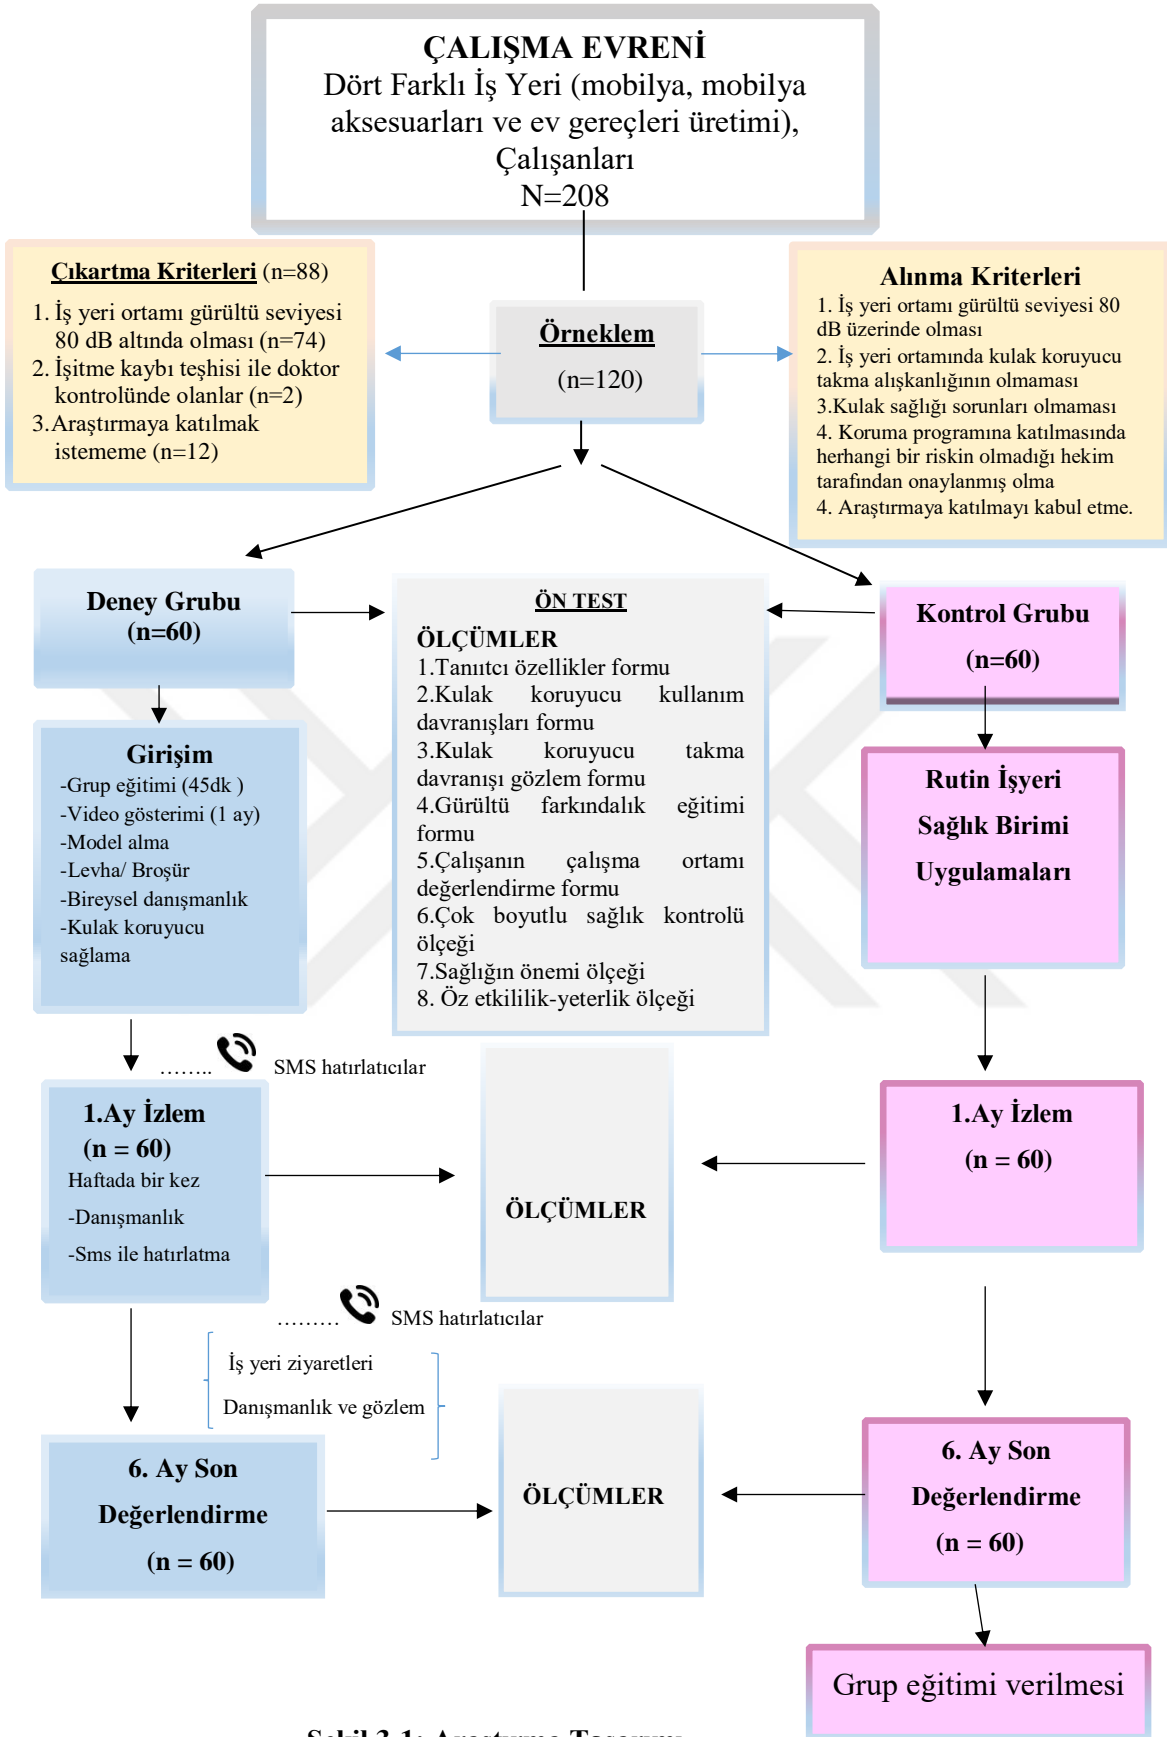 ÇALIŞMA EVRENİ
Dört Farklı İş Yeri (mobilya, mobilya
aksesuarları ve ev gereçleri üretimi),
Çalışanları
N=208
Çıkartma Kriterleri (n=88)
1. İş yeri ortamı gürültü seviyesi
80 dB altında olması (n=74)
2. İşitme kaybı teşhisi ile doktor
kontrolünde olanlar (n=2)
3.Araştırmaya katılmak
istememe (n=12)
Örneklem
(n=120)
Alınma Kriterleri
1. İş yeri ortamı gürültü seviyesi 80
dB üzerinde olması
2. İş yeri ortamında kulak koruyucu
takma alışkanlığının olmaması
3.Kulak sağlığı sorunları olmaması
4. Koruma programına katılmasında
herhangi bir riskin olmadığı hekim
tarafından onaylanmış olma
4. Araştırmaya katılmayı kabul etme.
Deney Grubu
(n=60)
ÖN TEST
ÖLÇÜMLER
1.Tanıtcı özellikler formu
2.Kulak koruyucu kullanım
davranışları formu
3.Kulak koruyucu takma
davranışı gözlem formu
4.Gürültü farkındalık eğitimi
formu
5.Çalışanın çalışma ortamı
değerlendirme formu
6.Çok boyutlu sağlık kontrolü
ölçeği
7.Sağlığın önemi ölçeği
8. Öz etkililik-yeterlik ölçeği
Kontrol Grubu
(n=60)
Girişim
-Grup eğitimi (45dk )
-Video gösterimi (1 ay)
-Model alma
-Levha/ Broşür
-Bireysel danışmanlık
-Kulak koruyucu
sağlama
Rutin İşyeri
Sağlık Birimi
Uygulamaları
........ SMS hatırlatıcılar
1.Ay İzlem
(n = 60)
Haftada bir kez
-Danışmanlık
-Sms ile hatırlatma
ÖLÇÜMLER
1.Ay İzlem
(n = 60)
......... SMS hatırlatıcılar
İş yeri ziyaretleri
Danışmanlık ve gözlem
6. Ay Son
Değerlendirme
(n = 60)
ÖLÇÜMLER
6. Ay Son
Değerlendirme
(n = 60)
Grup eğitimi verilmesi
Şekil 3-1: Araştırma Tasarımı